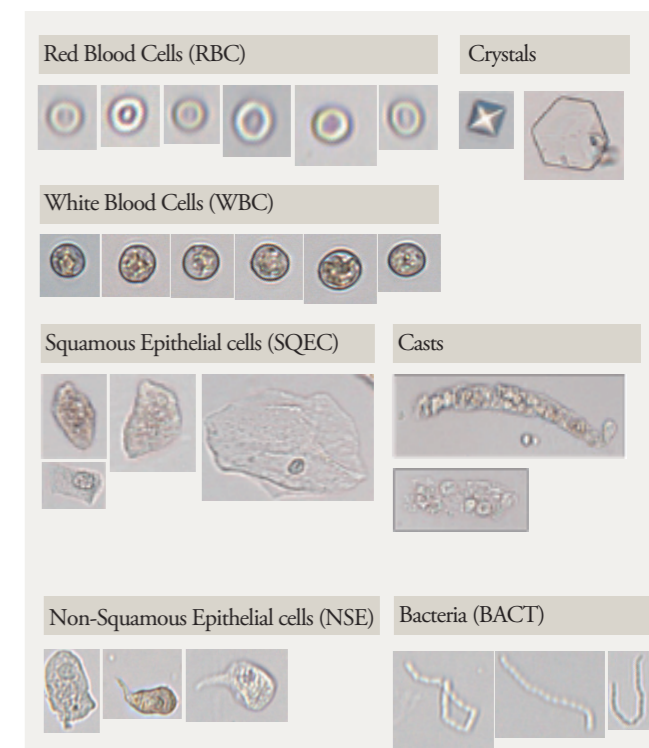 Red Blood Cells (RBC)
Crystals
White Blood Cells (WBC)
Squamous Epithelial cells (SQEC)
Casts
Non-Squamous Epithelial cells (NSE)
Bacteria (BACT)